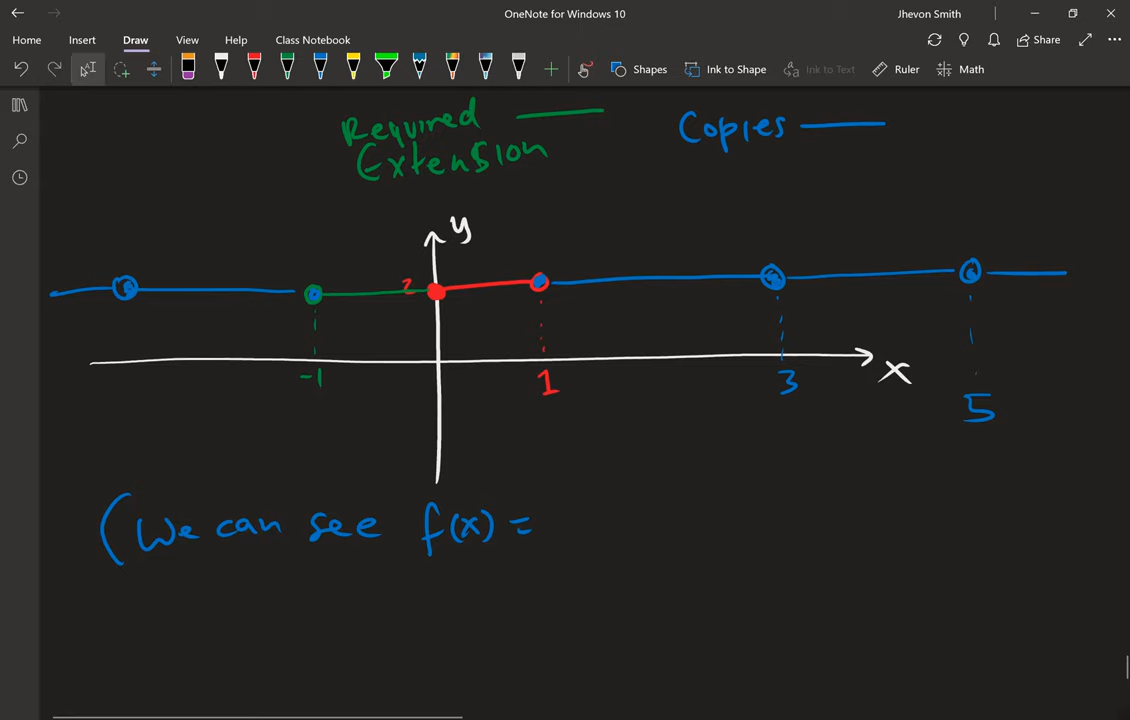 OneNote for Windows 10
Jhevon Smith
Home Insert Draw View Help Class Notebook
Share
Shapes Ink to Shape Ink to Text Ruler Math
Required Copies
Extension
y
2
-1 1 3 x
5
(We can see f(x) =